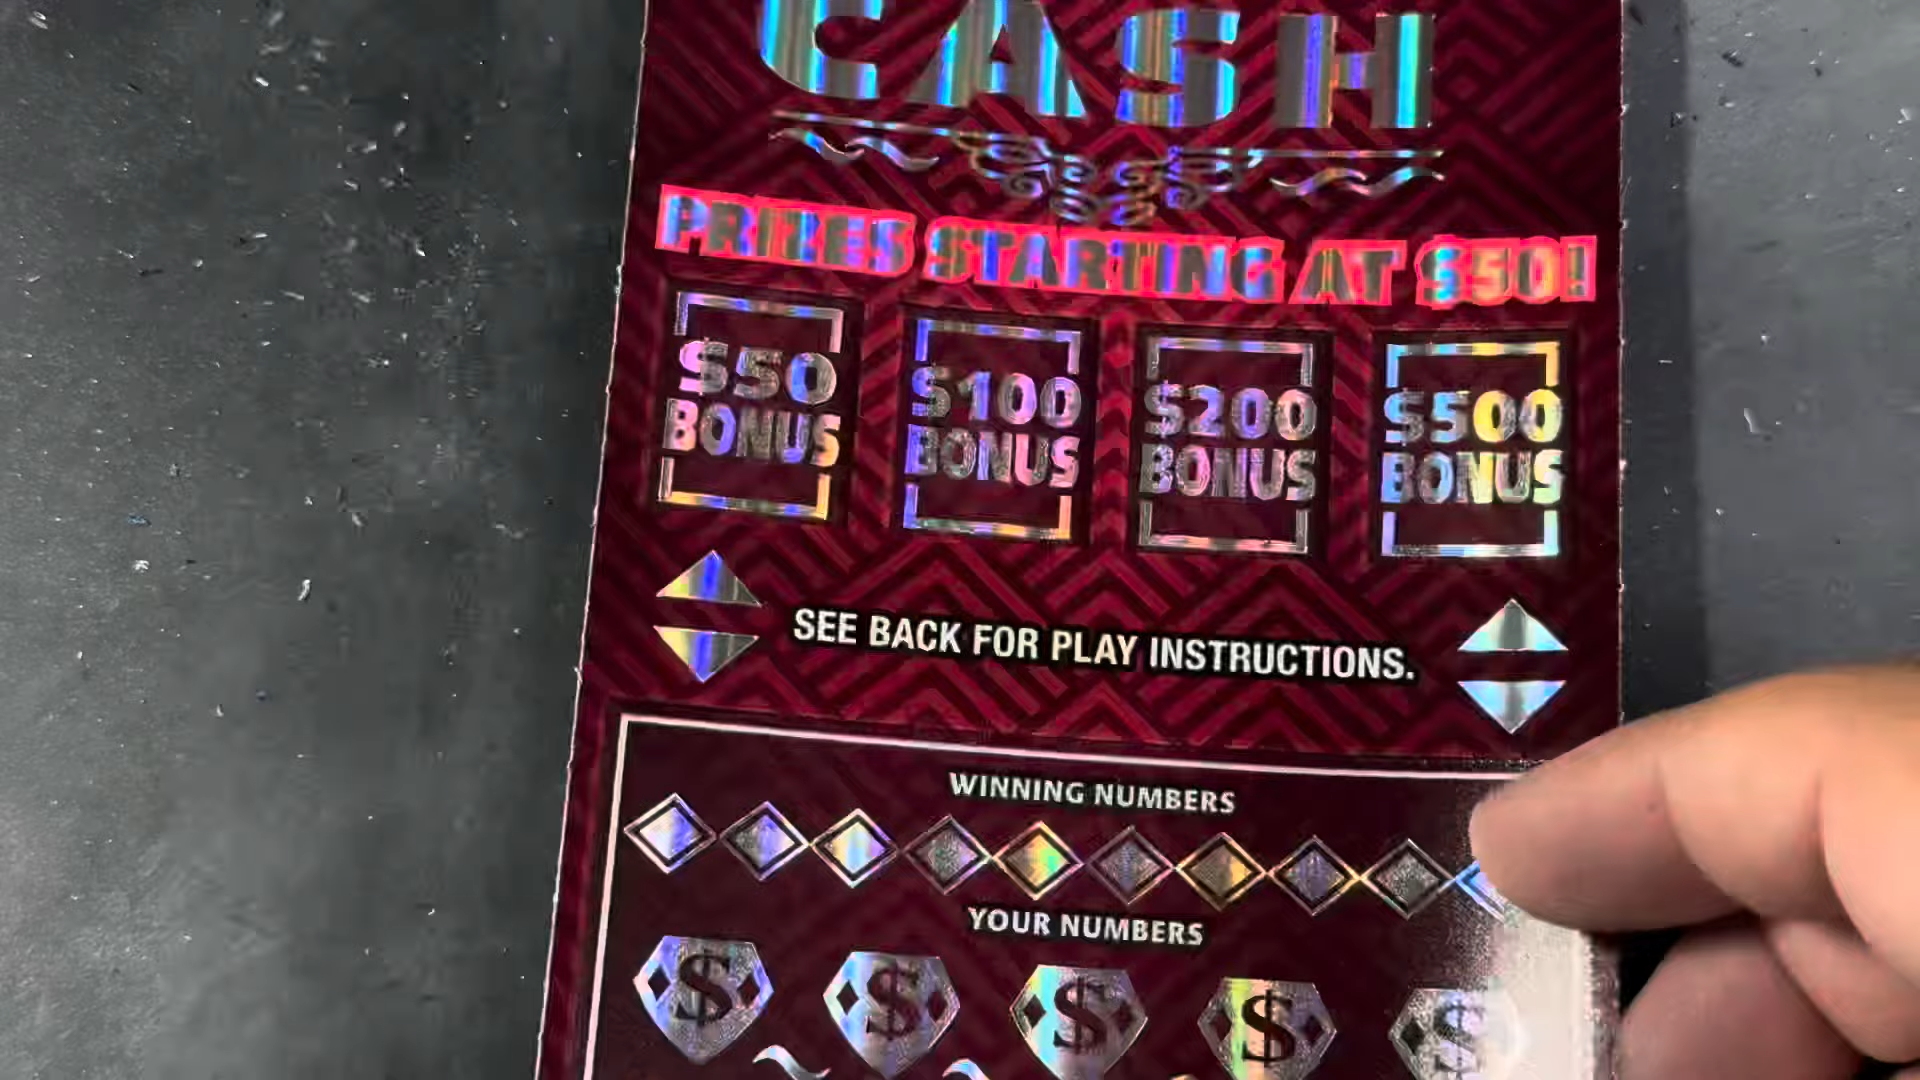 CASH
PRIZES STARTING AT $50!
$50 BONUS
$100 BONUS
$200 BONUS
$500 BONUS
SEE BACK FOR PLAY INSTRUCTIONS.
WINNING NUMBERS
YOUR NUMBERS
$ $ $ $ $